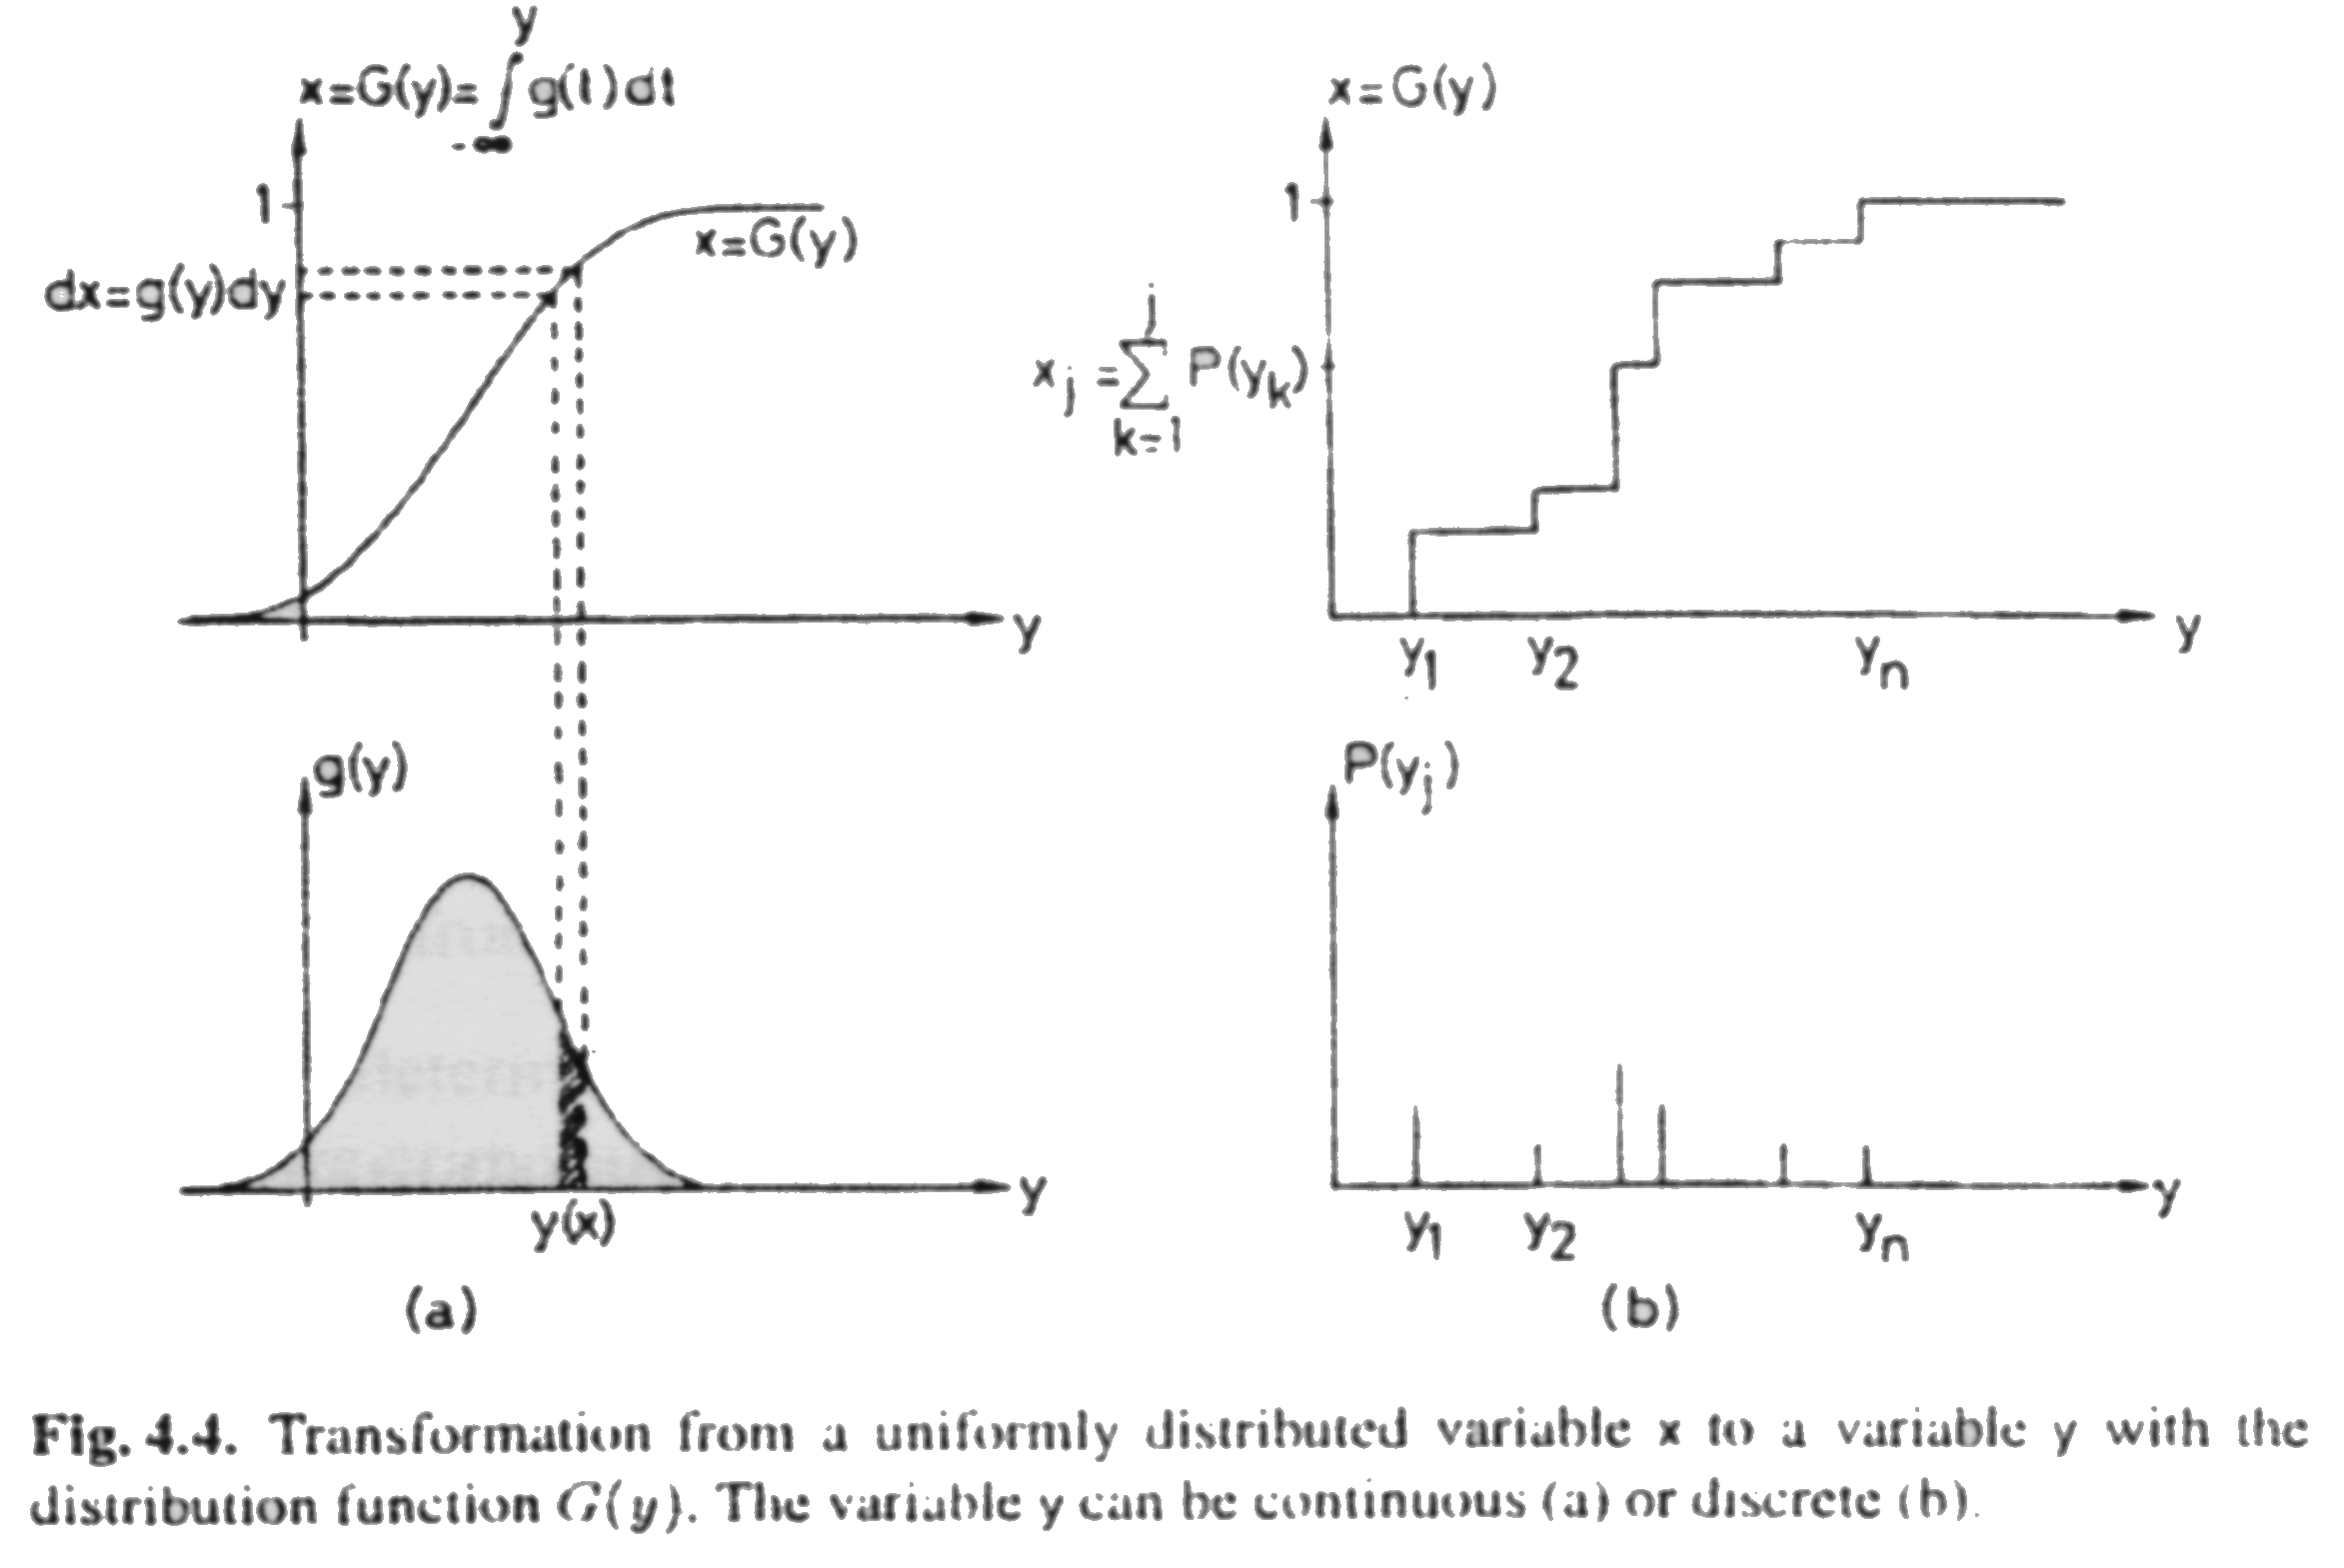 x=G(y)=∫_{-∞}^{y} g(t)dt
1
x=G(y)
dx=g(y)dy
y
g(y)
y
y(x)
(a)
x=G(y)
1
x_j=∑_{k=1}^{j} P(y_k)
y_1 y_2 y_n y
P(y_j)
y_1 y_2 y_n y
(b)
Fig. 4.4. Transformation from a uniformly distributed variable x to a variable y with the
distribution function G(y). The variable y can be continuous (a) or discrete (b).